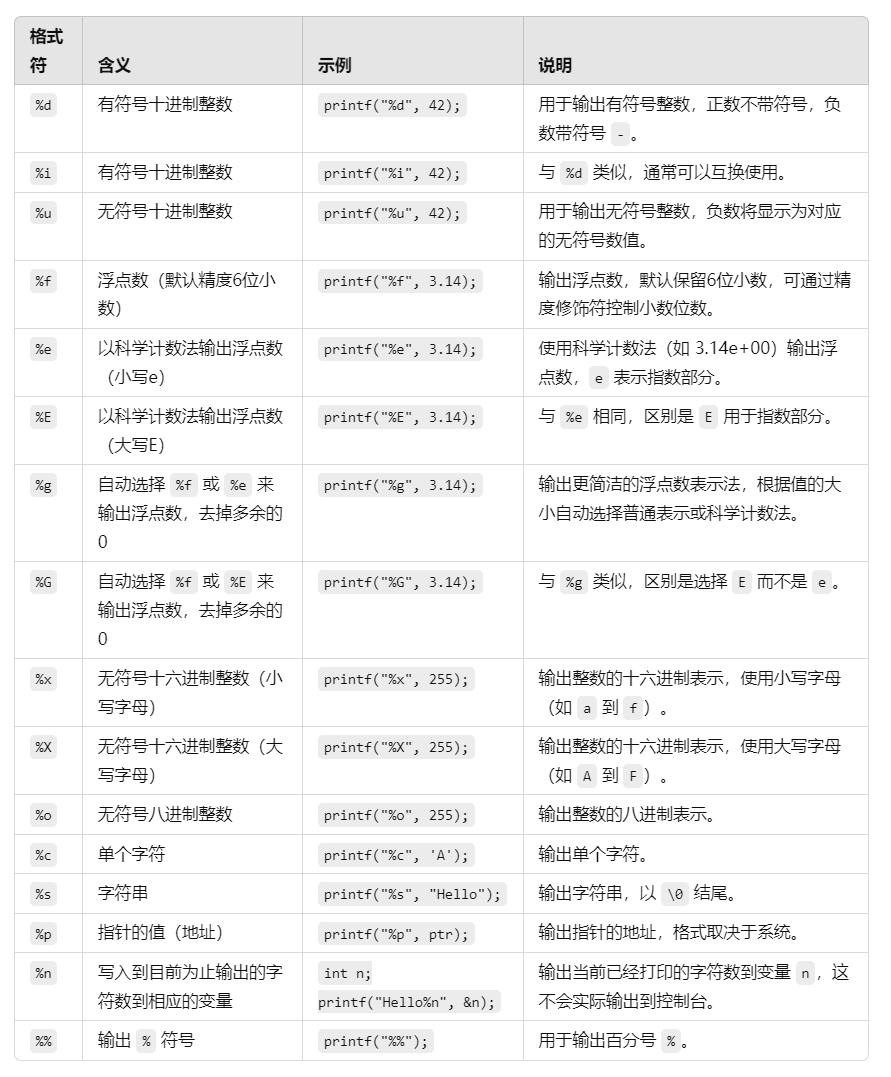 格式
符 含义 示例 说明
%d 有符号十进制整数 printf("%d", 42); 用于输出有符号整数，正数不带符号，负
数带符号 - 。
%i 有符号十进制整数 printf("%i", 42); 与 %d 类似，通常可以互换使用。
%u 无符号十进制整数 printf("%u", 42); 用于输出无符号整数，负数将显示为对应
的无符号数值。
%f 浮点数（默认精度6位小 printf("%f", 3.14); 输出浮点数，默认保留6位小数，可通过精
数） 度修饰符控制小数位数。
%e 以科学计数法输出浮点数 printf("%e", 3.14); 使用科学计数法（如 3.14e+00）输出浮
（小写e） 点数， e 表示指数部分。
%E 以科学计数法输出浮点数 printf("%E", 3.14); 与 %e 相同，区别是 E 用于指数部分。
（大写E）
%g 自动选择 %f 或 %e 来 printf("%g", 3.14); 输出更简洁的浮点数表示法，根据值的大
输出浮点数，去掉多余的 小自动选择普通表示或科学计数法。
0
%G 自动选择 %f 或 %E 来 printf("%G", 3.14); 与 %g 类似，区别是选择 E 而不是 e 。
输出浮点数，去掉多余的
0
%x 无符号十六进制整数（小 printf("%x", 255); 输出整数的十六进制表示，使用小写字母
写字母） （如 a 到 f ）。
%X 无符号十六进制整数（大 printf("%X", 255); 输出整数的十六进制表示，使用大写字母
写字母） （如 A 到 F ）。
%o 无符号八进制整数 printf("%o", 255); 输出整数的八进制表示。
%c 单个字符 printf("%c", 'A'); 输出单个字符。
%s 字符串 printf("%s", "Hello"); 输出字符串，以 \0 结尾。
%p 指针的值（地址） printf("%p", ptr); 输出指针的地址，格式取决于系统。
%n 写入到目前为止输出的字 int n; 输出当前已经打印的字符数到变量 n ，这
符数到相应的变量 printf("Hello%n", &n); 不会实际输出到控制台。
%% 输出 % 符号 printf("%%"); 用于输出百分号 % 。